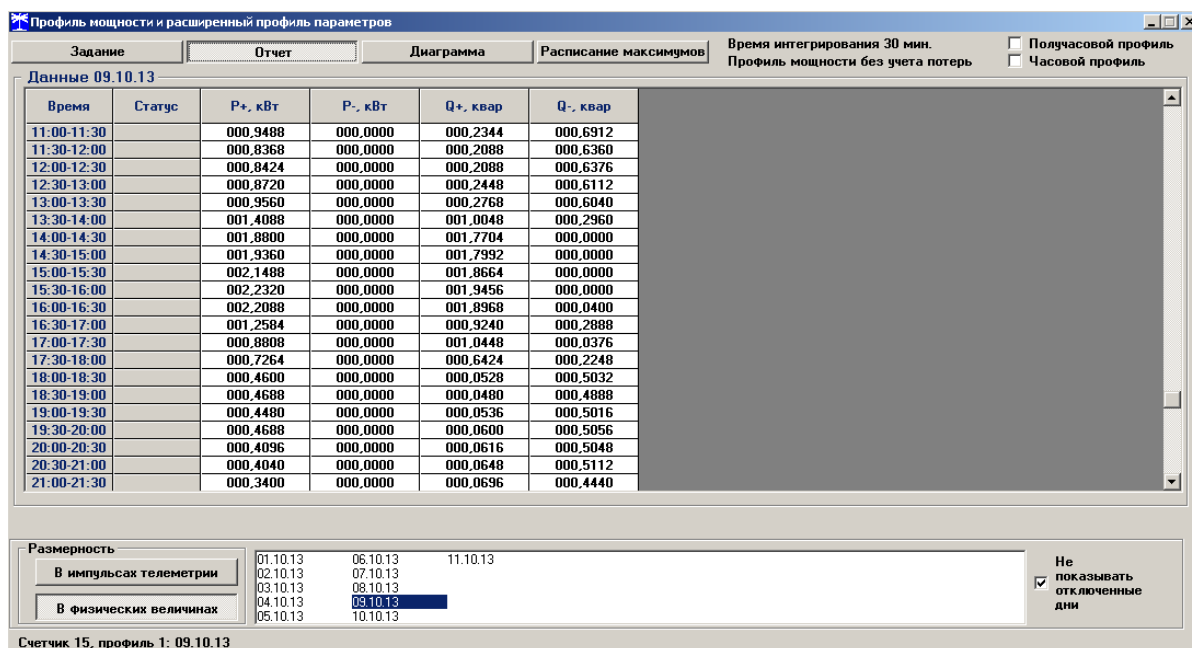 Профиль мощности и расширенный профиль параметров
Задание Отчет Диаграмма Расписание максимумов Время интегрирования 30 мин. Получасовой профиль
Профиль мощности без учета потерь Часовой профиль
Данные 09.10.13
Время Статус P+, кВт P-, кВт Q+, квар Q-, квар
11:00-11:30 000,9488 000,0000 000,2344 000,6912
11:30-12:00 000,8368 000,0000 000,2088 000,6360
12:00-12:30 000,8424 000,0000 000,2088 000,6376
12:30-13:00 000,8720 000,0000 000,2448 000,6112
13:00-13:30 000,9560 000,0000 000,2768 000,6040
13:30-14:00 001,4088 000,0000 001,0048 000,2960
14:00-14:30 001,8800 000,0000 001,7704 000,0000
14:30-15:00 001,9360 000,0000 001,7992 000,0000
15:00-15:30 002,1488 000,0000 001,8664 000,0000
15:30-16:00 002,2320 000,0000 001,9456 000,0000
16:00-16:30 002,2088 000,0000 001,8968 000,0400
16:30-17:00 001,2584 000,0000 000,9240 000,2888
17:00-17:30 000,8808 000,0000 001,0448 000,0376
17:30-18:00 000,7264 000,0000 000,6424 000,2248
18:00-18:30 000,4600 000,0000 000,0528 000,5032
18:30-19:00 000,4688 000,0000 000,0480 000,4888
19:00-19:30 000,4480 000,0000 000,0536 000,5016
19:30-20:00 000,4688 000,0000 000,0600 000,5056
20:00-20:30 000,4096 000,0000 000,0616 000,5048
20:30-21:00 000,4040 000,0000 000,0648 000,5112
21:00-21:30 000,3400 000,0000 000,0696 000,4440
Размерность
В импульсах телеметрии
В физических величинах
01.10.13 06.10.13 11.10.13
02.10.13 07.10.13
03.10.13 08.10.13
04.10.13 09.10.13
05.10.13 10.10.13
Не
показывать
отключенные
дни
Счетчик 15, профиль 1: 09.10.13